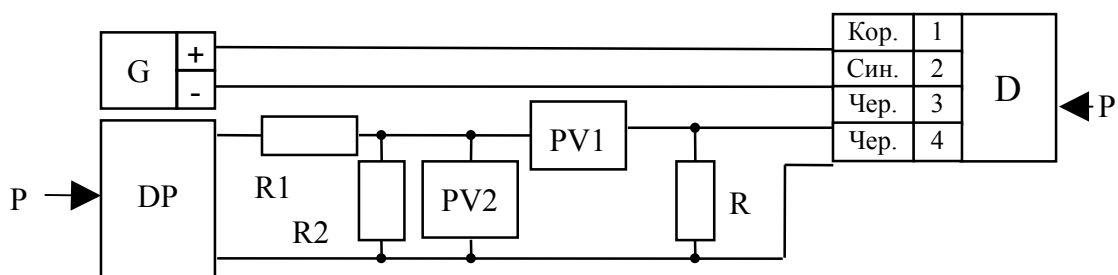 G
+
-
Кор. 1
Син. 2
Чер. 3
Чер. 4
D
P
P
DP
R1
R2
PV2
PV1
R